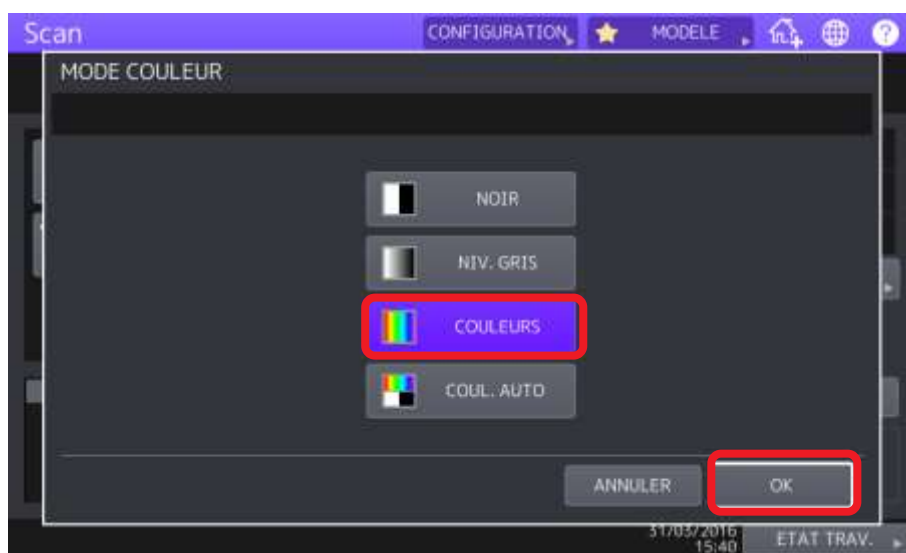 Scan CONFIGURATION MODELE ?
MODE COULEUR
NOIR
NIV. GRIS
COULEURS
COUL. AUTO
ANNULER OK
31/03/2016
15:40
ETAT TRAV.